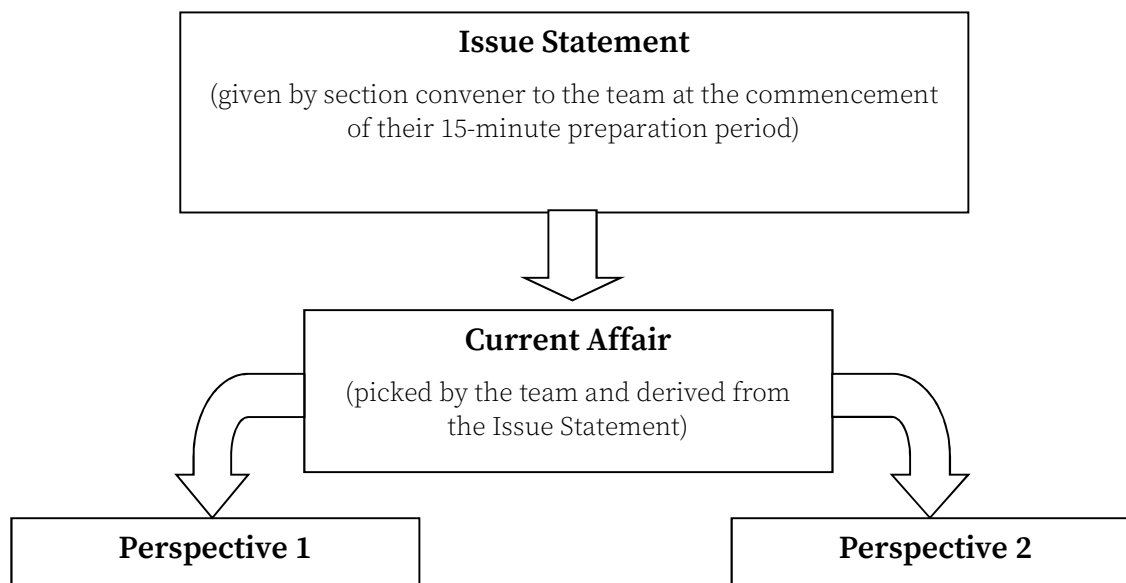 Issue Statement
(given by section convener to the team at the commencement
of their 15-minute preparation period)
Current Affair
(picked by the team and derived from
the Issue Statement)
Perspective 1
Perspective 2